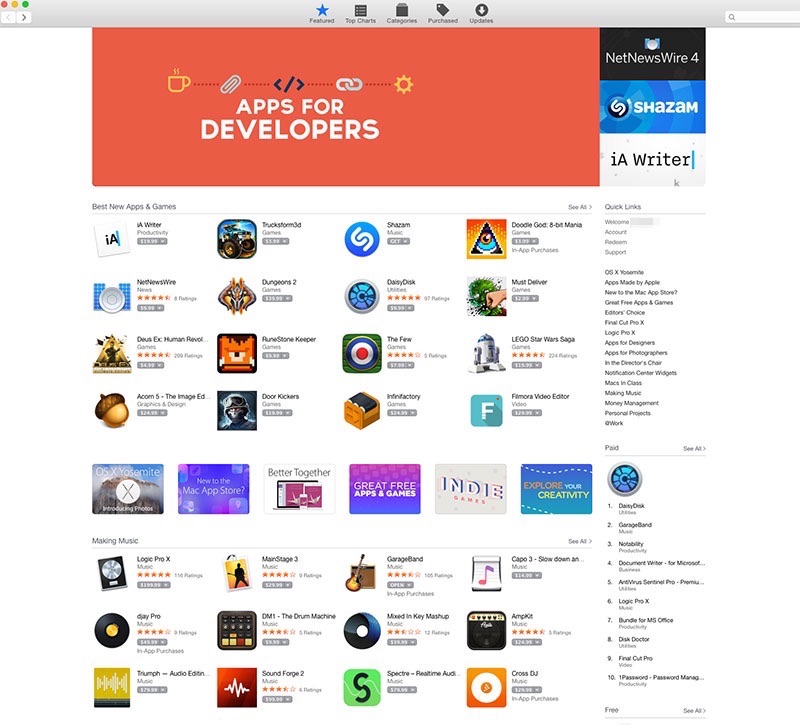 Featured
Top Charts
Categories
Purchased
Updates
APPS FOR
DEVELOPERS
NetNewsWire 4
SHAZAM
iA Writer
Best New Apps & Games
See All >
iA Writer
Productivity
$19.99
Trucksform3d
Games
$3.99
Shazam
Music
GET
Doodle God: 8-bit Mania
Games
$3.99
In-App Purchases
NetNewsWire
News
8 Ratings
$9.99
Dungeons 2
Games
$39.99
DaisyDisk
Utilities
97 Ratings
$9.99
Must Deliver
Games
$2.99
Deus Ex: Human Revol...
Games
209 Ratings
$4.99
RuneStone Keeper
Games
$9.99
The Few
Games
5 Ratings
$7.99
LEGO Star Wars Saga
Games
224 Ratings
$19.99
Acorn 5 - The Image Ed...
Graphics & Design
$24.99
Door Kickers
Games
Infinifactory
Games
$24.99
Filmora Video Editor
Video
$29.99
OS X Yosemite
Introducing Photos
New to the
Mac App Store?
Better Together
GREAT FREE
APPS & GAMES
INDIE
GAMES
EXPLORE YOUR
CREATIVITY
Making Music
See All >
Logic Pro X
Music
116 Ratings
$199.99
MainStage 3
Music
9 Ratings
$29.99
GarageBand
Music
105 Ratings
OPEN
In-App Purchases
Capo 3 - Slow down an...
Music
$14.99
djay Pro
Music
9 Ratings
$49.99
In-App Purchases
DM1 - The Drum Machine
Music
5 Ratings
$9.99
Mixed In Key Mashup
Music
12 Ratings
$39.99
AmpKit
Music
5 Ratings
$24.99
Triumph — Audio Editin...
Music
$79.99
Sound Forge 2
Music
6 Ratings
$99.99
Spectre – Realtime Audi...
Music
$79.99
Cross DJ
Music
Quick Links
Welcome
Account
Redeem
Support
OS X Yosemite
Apps Made by Apple
New to the Mac App Store?
Great Free Apps & Games
Editors' Choice
Final Cut Pro X
Logic Pro X
Apps for Designers
Apps for Photographers
In the Director's Chair
Notification Center Widgets
Macs In Class
Making Music
Money Management
Personal Projects
@Work
Paid
See All >
1. DaisyDisk
Utilities
2. GarageBand
Music
3. Notability
Productivity
4. Document Writer - for Microsof...
Business
5. AntiVirus Sentinel Pro - Premiu...
Utilities
6. Logic Pro X
Music
7. Bundle for MS Office
Productivity
8. Disk Doctor
Utilities
9. Final Cut Pro
Video
10. 1Password - Password Manag...
Productivity
Free
See All >